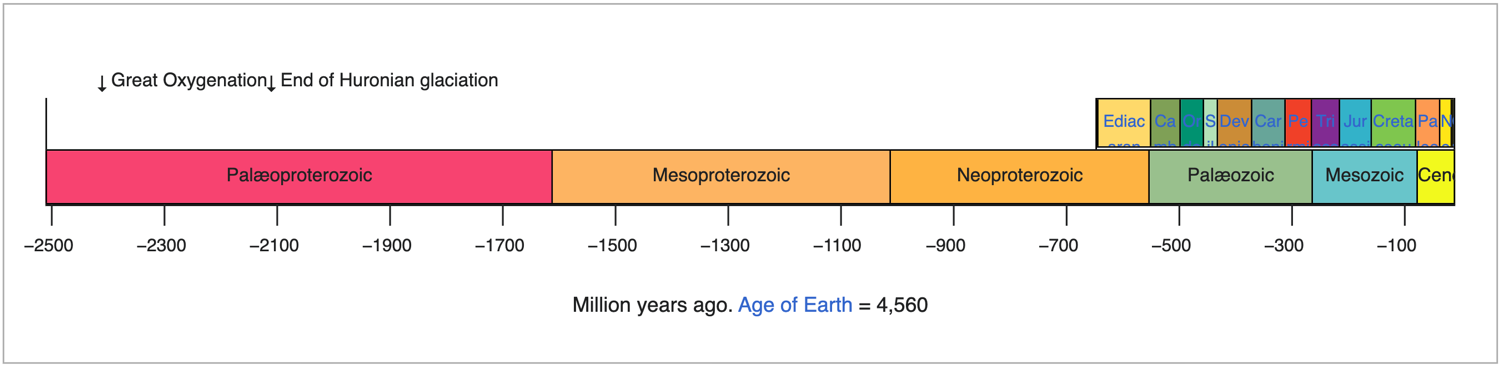 ↓ Great Oxygenation↓ End of Huronian glaciation
Ediac Ca S Dev Car Pe Tri Jur Creta Pa N
Palæoproterozoic Mesoproterozoic Neoproterozoic Palæozoic Mesozoic Cen
−2500 −2300 −2100 −1900 −1700 −1500 −1300 −1100 −900 −700 −500 −300 −100
Million years ago. Age of Earth = 4,560